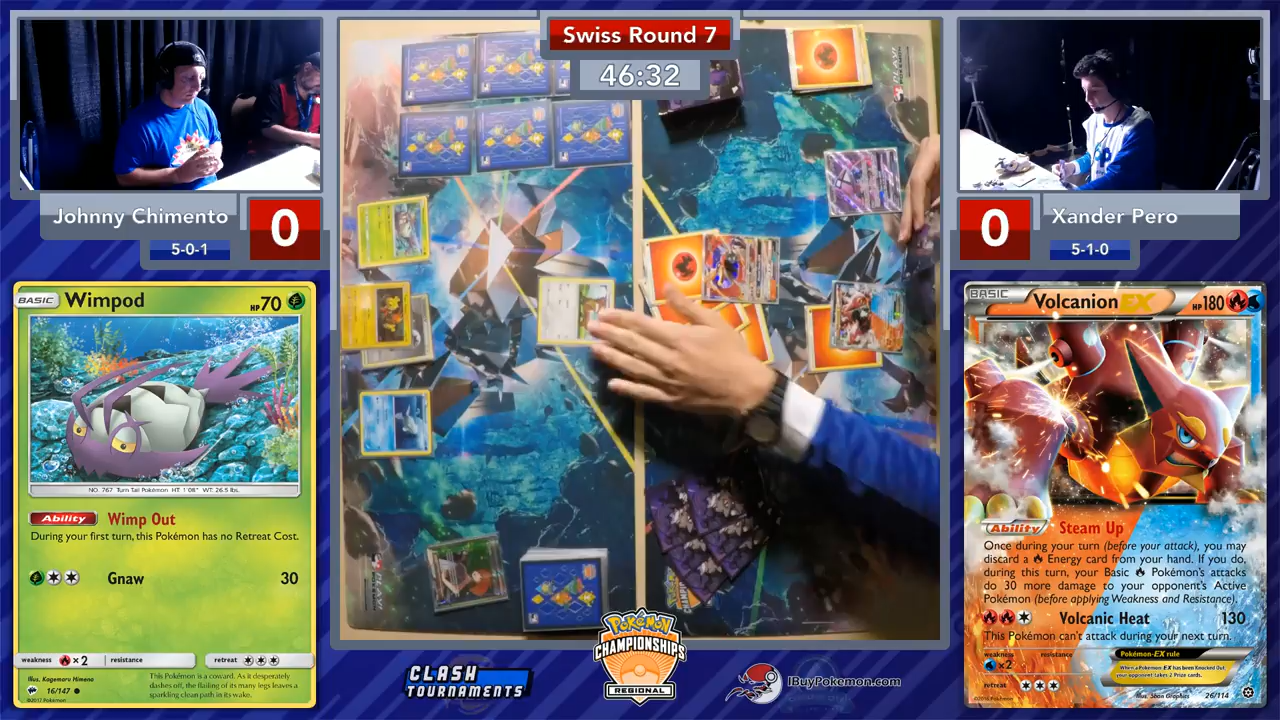 Swiss Round 7
46:32
Johnny Chimento
0
5-0-1
0
Xander Pero
5-1-0
BASIC
Wimpod
HP70
NO. 767 Turn Tail Pokémon HT: 1'08" WT: 26.5 lbs.
Ability
Wimp Out
During your first turn, this Pokémon has no Retreat Cost.
Gnaw
30
weakness
×2
resistance
retreat
Illus. Kagemaru Himeno
16/147
©2017 Pokémon
This Pokémon is a coward. As it desperately
dashes off, the flailing of its many legs leaves a
sparkling clean path in its wake.
BASIC
Volcanion EX
HP180
Ability
Steam Up
Once during your turn (before your attack), you may
discard a Energy card from your hand. If you do,
during this turn, your Basic Pokémon's attacks
do 30 more damage to your opponent's Active
Pokémon (before applying Weakness and Resistance).
Volcanic Heat
130
This Pokémon can't attack during your next turn.
weakness
×2
resistance
retreat
Pokémon-EX rule
When a Pokémon-EX has been Knocked Out,
your opponent takes 2 Prize cards.
26/114
CLASH
TOURNAMENTS
Pokémon
CHAMPIONSHIPS
REGIONAL
IBuyPokemon.com